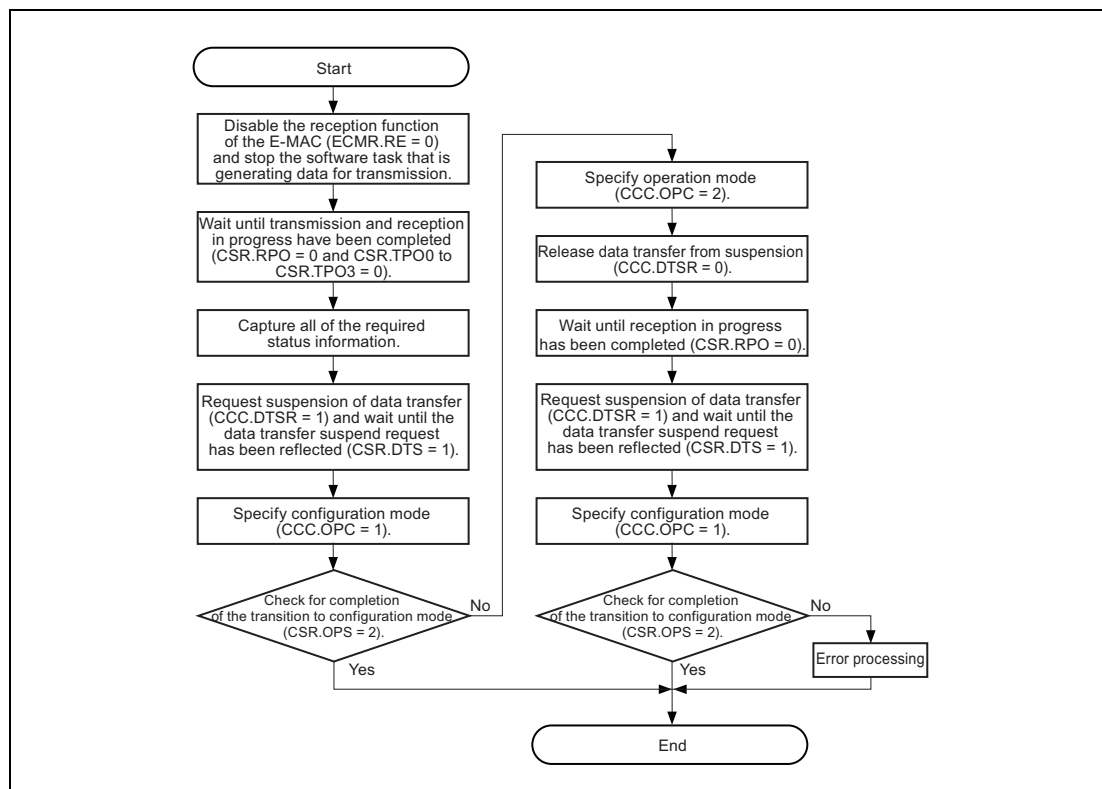 Start
Disable the reception function
of the E-MAC (ECMR.RE = 0)
and stop the software task that is
generating data for transmission.
Wait until transmission and reception
in progress have been completed
(CSR.RPO = 0 and CSR.TPO0 to
CSR.TPO3 = 0).
Capture all of the required
status information.
Request suspension of data transfer
(CCC.DTSR = 1) and wait until the
data transfer suspend request
has been reflected (CSR.DTS = 1).
Specify configuration mode
(CCC.OPC = 1).
Check for completion
of the transition to configuration mode
(CSR.OPS = 2).
No
Yes
Specify operation mode
(CCC.OPC = 2).
Release data transfer from suspension
(CCC.DTSR = 0).
Wait until reception in progress
has been completed (CSR.RPO = 0).
Request suspension of data transfer
(CCC.DTSR = 1) and wait until the
data transfer suspend request
has been reflected (CSR.DTS = 1).
Specify configuration mode
(CCC.OPC = 1).
Check for completion
of the transition to configuration mode
(CSR.OPS = 2).
No
Error processing
Yes
End